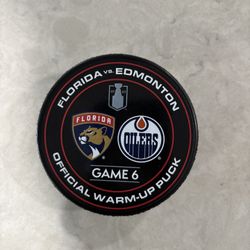 FLORIDA VS. EDMONTON
FLORIDA
OILERS
GAME 6
OFFICIAL WARM-UP PUCK